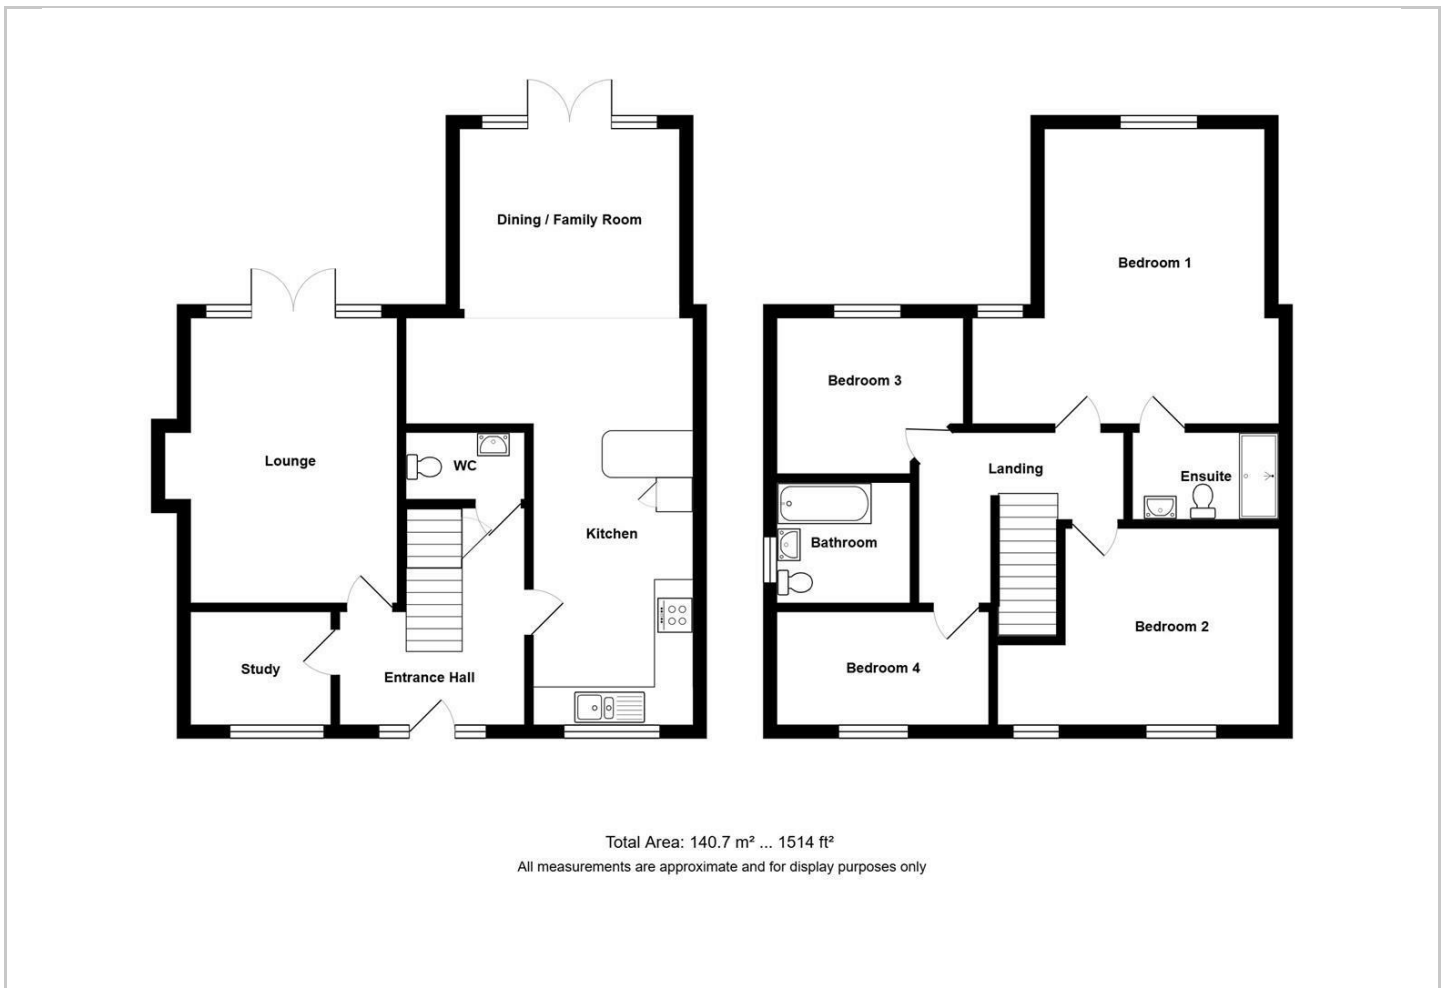 Dining / Family Room
Lounge
WC
Kitchen
Study
Entrance Hall
Bedroom 1
Bedroom 3
Landing
Ensuite
Bathroom
Bedroom 2
Bedroom 4
Total Area: 140.7 m² ... 1514 ft²
All measurements are approximate and for display purposes only